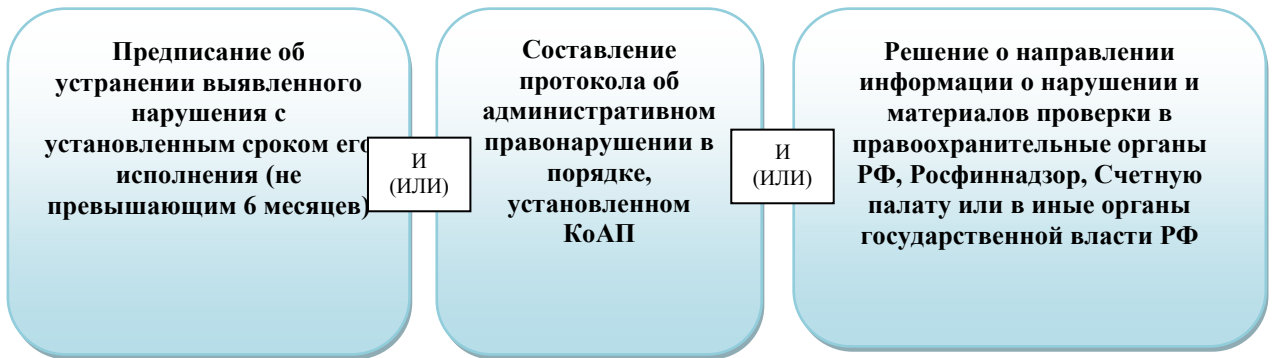 Предписание об
устранении выявленного
нарушения с
установленным сроком его
исполнения (не
превышающим 6 месяцев)
И
(ИЛИ)
Составление
протокола об
административном
правонарушении в
порядке,
установленном
КоАП
И
(ИЛИ)
Решение о направлении
информации о нарушении и
материалов проверки в
правоохранительные органы
РФ, Росфиннадзор, Счетную
палату или в иные органы
государственной власти РФ